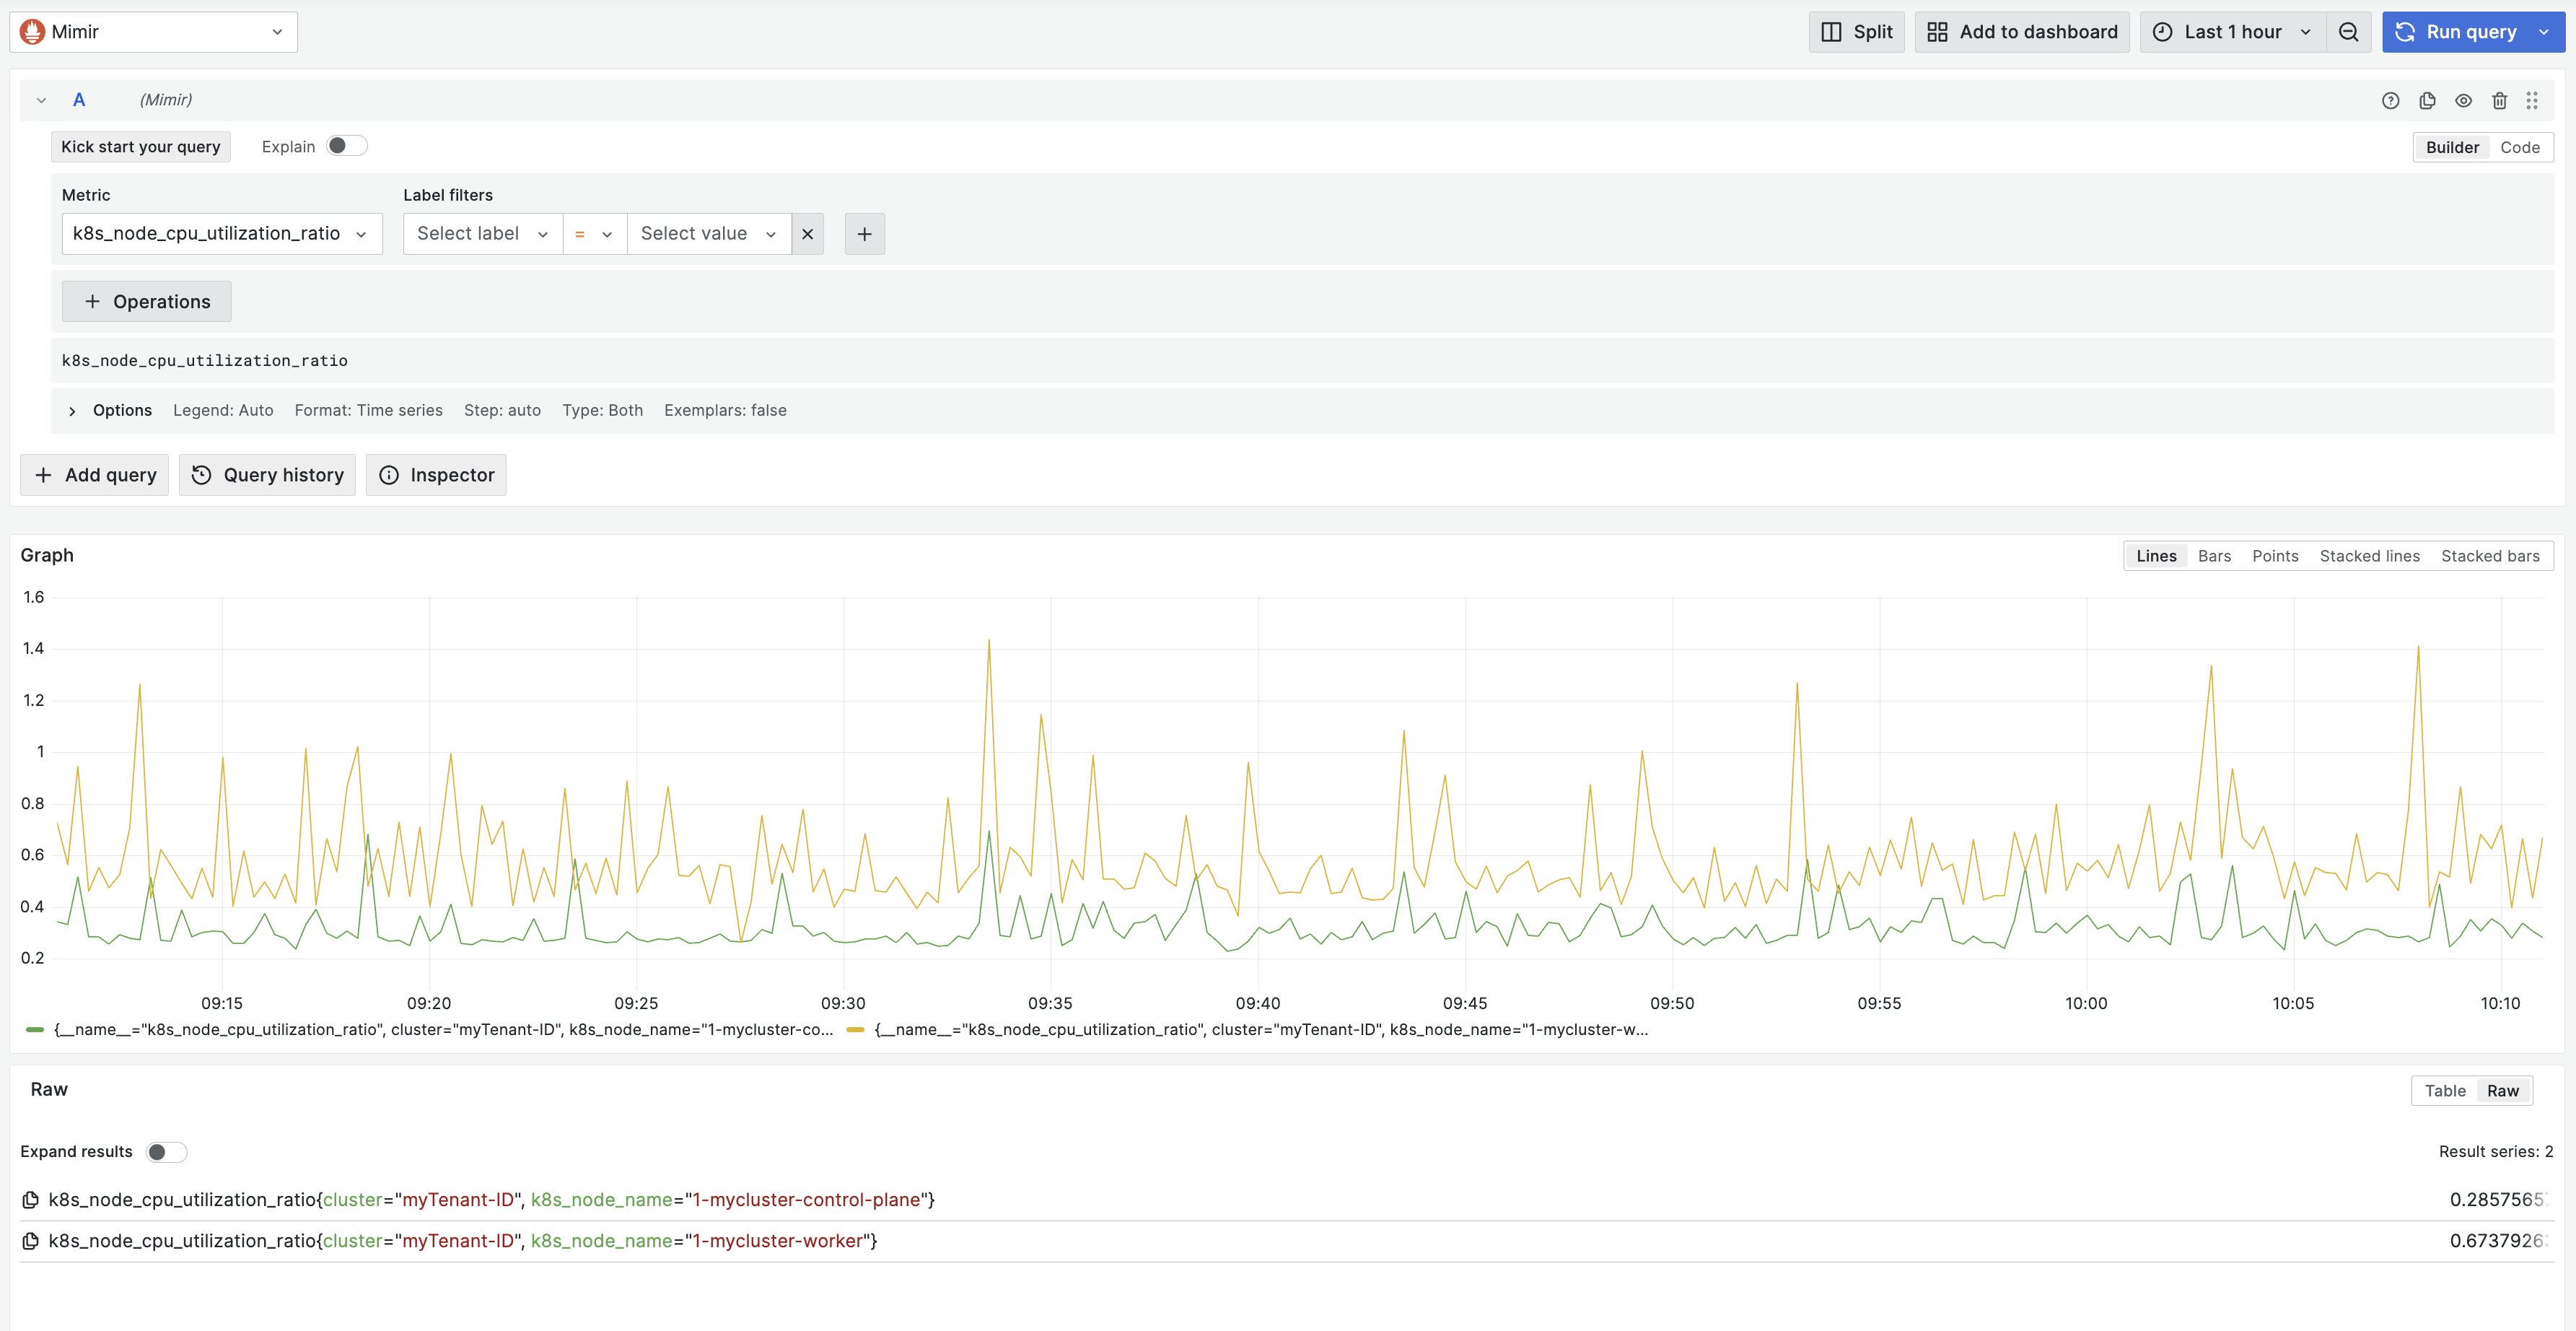 Mimir
Split
Add to dashboard
Last 1 hour
Run query
A
(Mimir)
Kick start your query
Explain
Builder
Code
Metric
Label filters
k8s_node_cpu_utilization_ratio
Select label
=
Select value
+ Operations
k8s_node_cpu_utilization_ratio
Options Legend: Auto Format: Time series Step: auto Type: Both Exemplars: false
+ Add query
Query history
Inspector
Graph
Lines Bars Points Stacked lines Stacked bars
1.6
1.4
1.2
1
0.8
0.6
0.4
0.2
09:15 09:20 09:25 09:30 09:35 09:40 09:45 09:50 09:55 10:00 10:05 10:10
{__name__="k8s_node_cpu_utilization_ratio", cluster="myTenant-ID", k8s_node_name="1-mycluster-co... {__name__="k8s_node_cpu_utilization_ratio", cluster="myTenant-ID", k8s_node_name="1-mycluster-w...
Raw
Table Raw
Expand results
Result series: 2
k8s_node_cpu_utilization_ratio{cluster="myTenant-ID", k8s_node_name="1-mycluster-control-plane"} 0.2857565
k8s_node_cpu_utilization_ratio{cluster="myTenant-ID", k8s_node_name="1-mycluster-worker"} 0.6737926